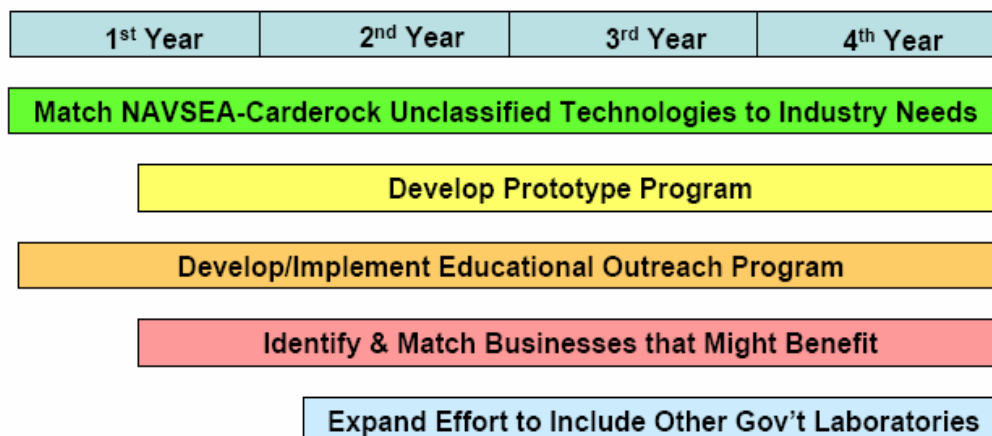 1st Year 2nd Year 3rd Year 4th Year
Match NAVSEA-Carderock Unclassified Technologies to Industry Needs
Develop Prototype Program
Develop/Implement Educational Outreach Program
Identify & Match Businesses that Might Benefit
Expand Effort to Include Other Gov't Laboratories